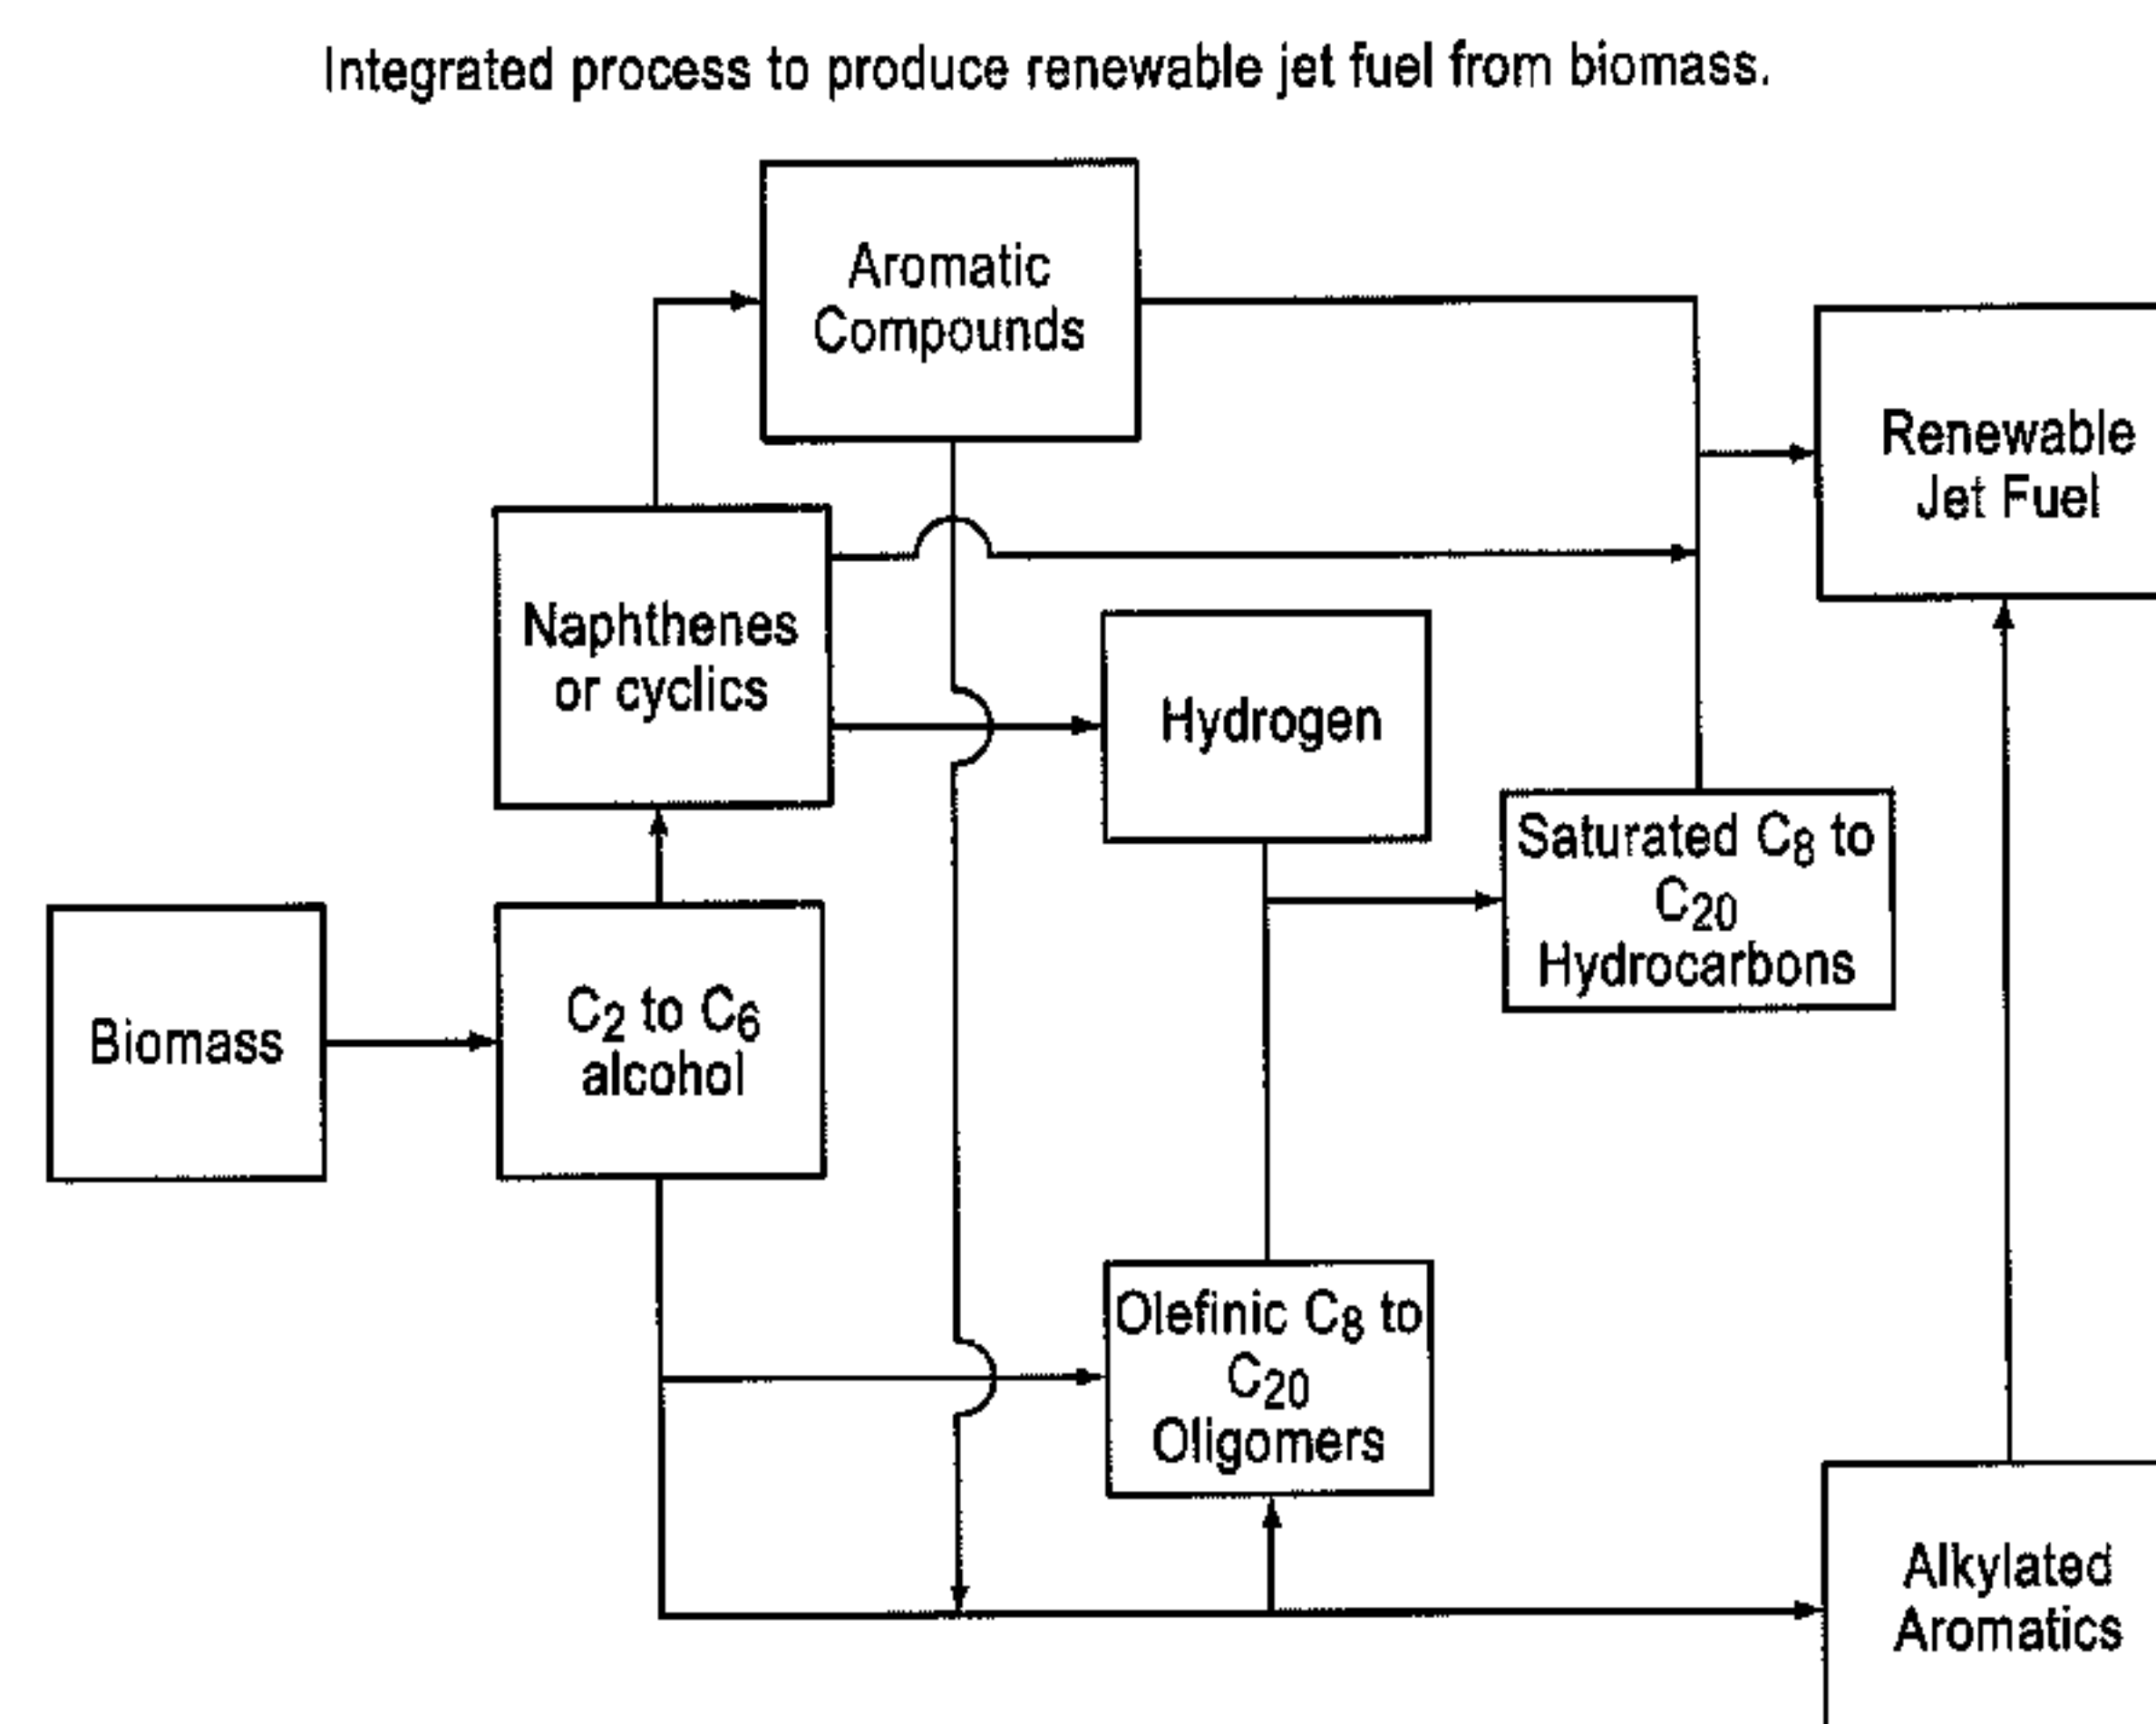 Integrated process to produce renewable jet fuel from biomass.
Aromatic
Compounds
Renewable
Jet Fuel
Naphthenes
or cyclics
Hydrogen
Saturated C₈ to
C₂₀
Hydrocarbons
Biomass
C₂ to C₆
alcohol
Olefinic C₈ to
C₂₀
Oligomers
Alkylated
Aromatics